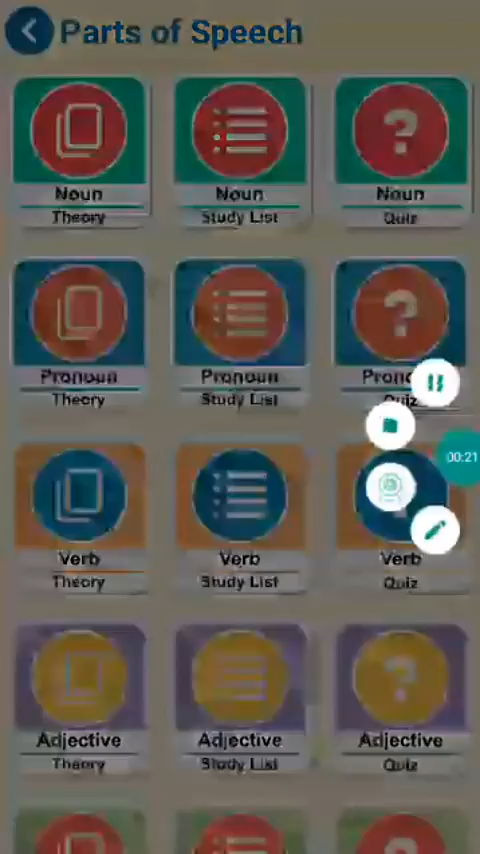 Parts of Speech
Noun
Theory
Noun
Study List
Noun
Quiz
Pronoun
Theory
Pronoun
Study List
Quiz
00:21
Verb
Theory
Verb
Study List
Verb
Quiz
Adjective
Theory
Adjective
Study List
Adjective
Quiz